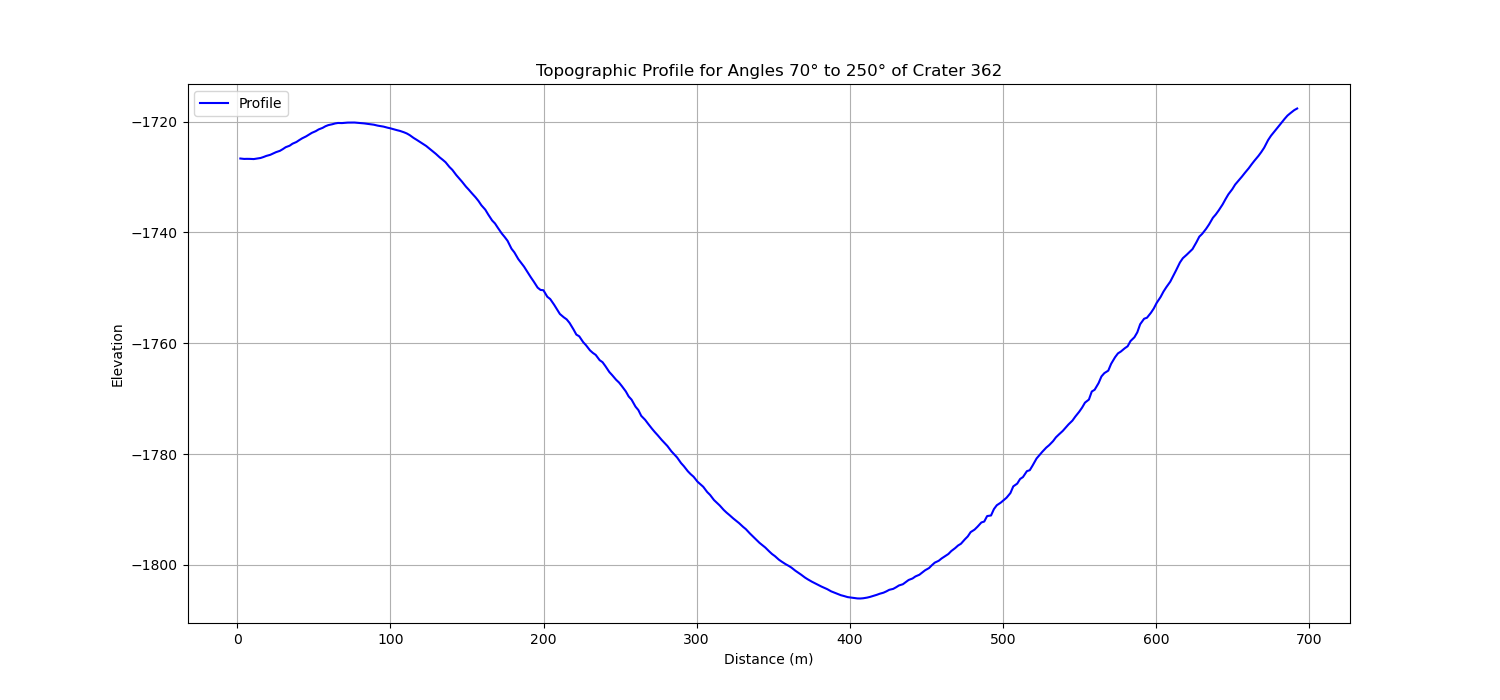 Topographic Profile for Angles 70° to 250° of Crater 362
Profile
−1720
−1740
−1760
−1780
−1800
Elevation
0 100 200 300 400 500 600 700
Distance (m)